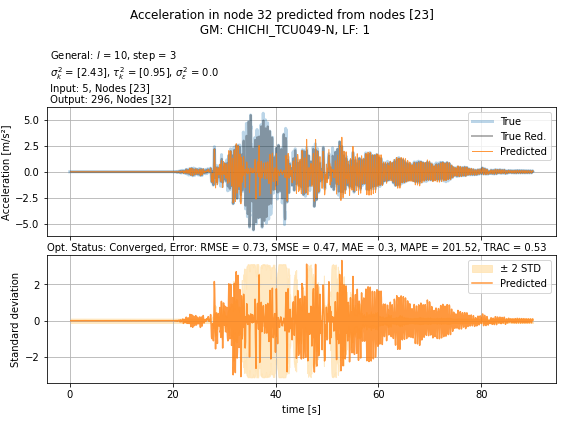 Acceleration in node 32 predicted from nodes [23]
GM: CHICHI_TCU049-N, LF: 1
General: l = 10, step = 3
σ²ₖ = [2.43], τ²ₖ = [0.95], σ²ε = 0.0
Input: 5, Nodes [23]
Output: 296, Nodes [32]
Acceleration [m/s²]
5.0
2.5
0.0
−2.5
−5.0
True
True Red.
Predicted
Opt. Status: Converged, Error: RMSE = 0.73, SMSE = 0.47, MAE = 0.3, MAPE = 201.52, TRAC = 0.53
Standard deviation
2
0
−2
± 2 STD
Predicted
0 20 40 60 80
time [s]